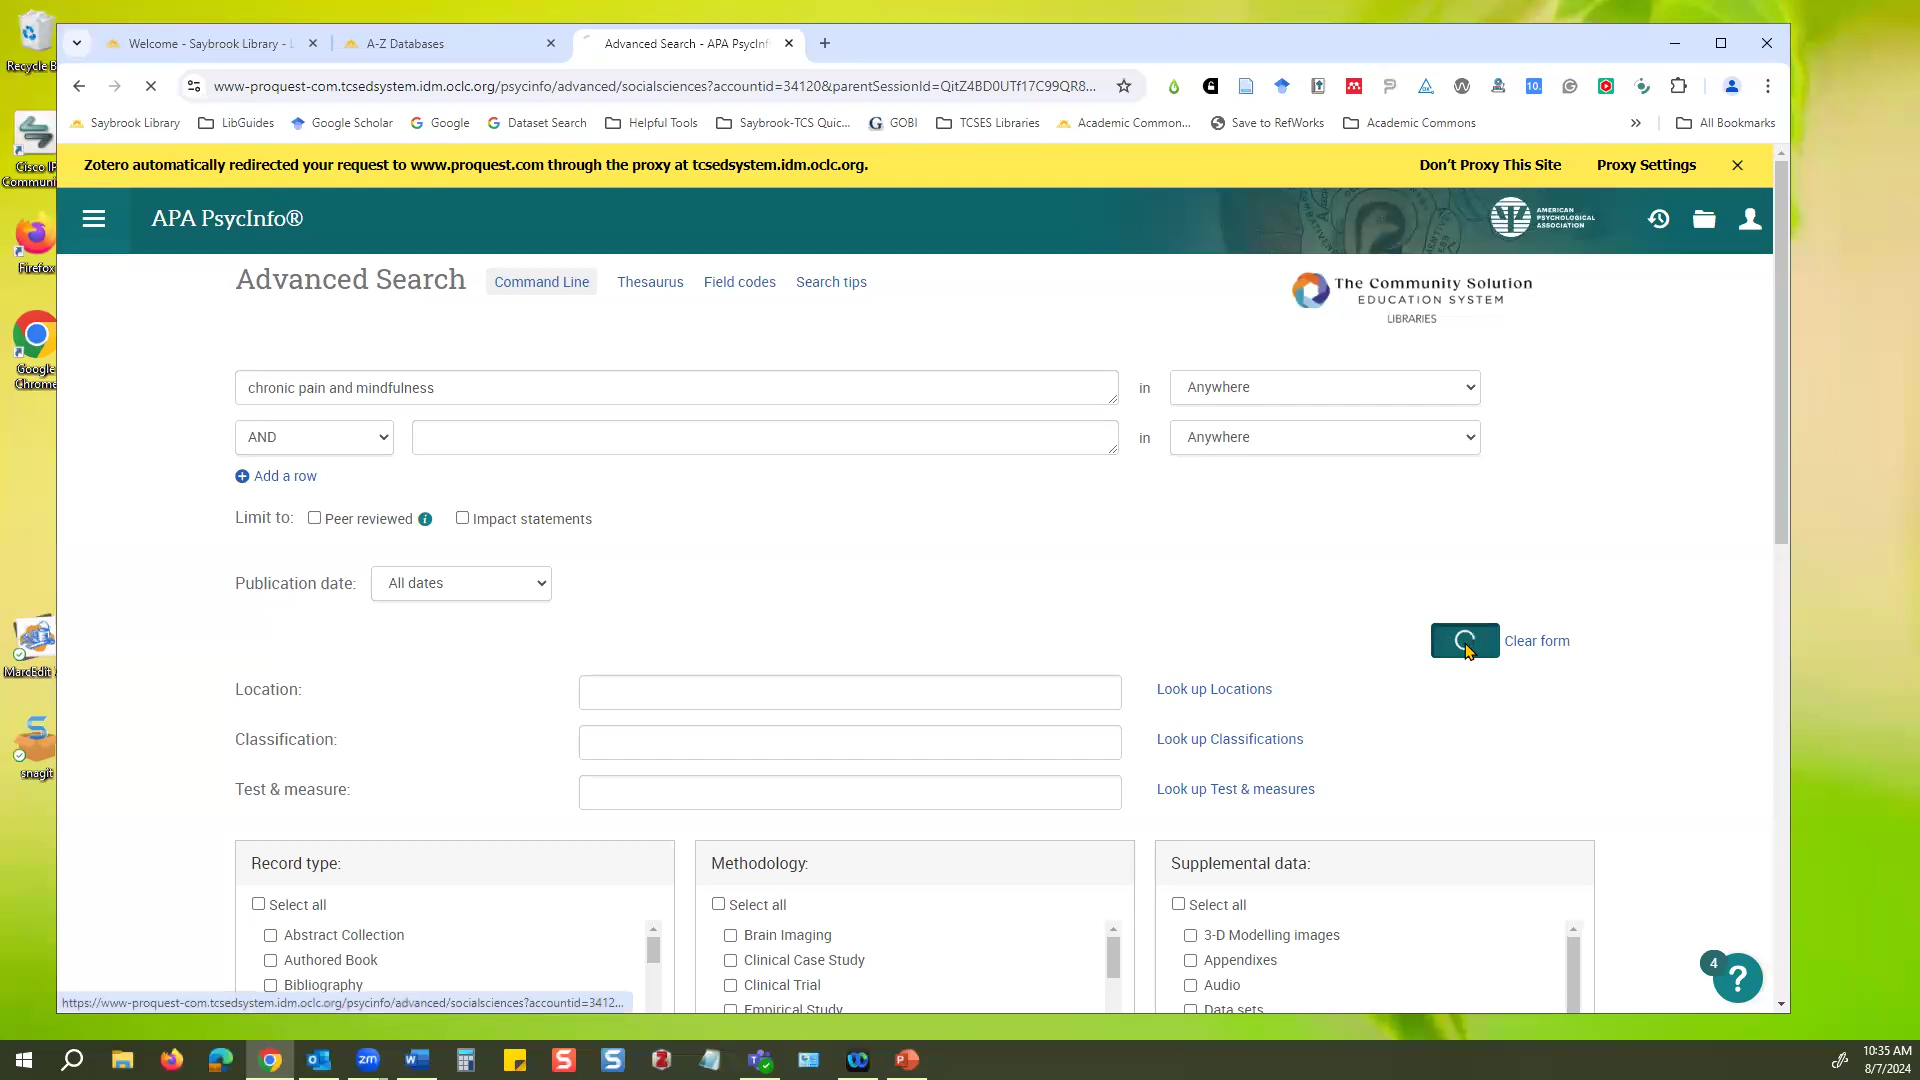 Recycle B
Cisco IP
Communi
Firefox
Google
Chrome
MarcEdit
snagit
Welcome - Saybrook Library - L
A-Z Databases
Advanced Search - APA PsycInf
www-proquest-com.tcsedsystem.idm.oclc.org/psycinfo/advanced/socialsciences?accountid=34120&parentSessionId=QitZ4BD0UTf17C99QR8...
Saybrook Library
LibGuides
Google Scholar
Google
Dataset Search
Helpful Tools
Saybrook-TCS Quic...
GOBI
TCSES Libraries
Academic Common...
Save to RefWorks
Academic Commons
»
All Bookmarks
Zotero automatically redirected your request to www.proquest.com through the proxy at tcsedsystem.idm.oclc.org.
Don't Proxy This Site
Proxy Settings
APA PsycInfo®
AMERICAN
PSYCHOLOGICAL
ASSOCIATION
Advanced Search
Command Line
Thesaurus
Field codes
Search tips
The Community Solution
EDUCATION SYSTEM
LIBRARIES
chronic pain and mindfulness
in
Anywhere
AND
in
Anywhere
Add a row
Limit to:
Peer reviewed
Impact statements
Publication date:
All dates
Clear form
Location:
Look up Locations
Classification:
Look up Classifications
Test & measure:
Look up Test & measures
Record type:
Select all
Abstract Collection
Authored Book
Bibliography
Methodology:
Select all
Brain Imaging
Clinical Case Study
Clinical Trial
Empirical Study
Supplemental data:
Select all
3-D Modelling images
Appendixes
Audio
Data sets
4
?
https://www-proquest-com.tcsedsystem.idm.oclc.org/psycinfo/advanced/socialsciences?accountid=3412...
10:35 AM
8/7/2024